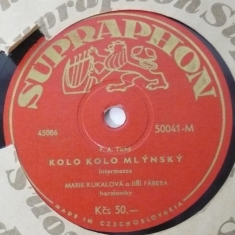 SUPRAPHON
45086
50041-M
F. A. Tichý
KOLO KOLO MLÝNSKÝ
Intermezzo
MARIE KUKALOVÁ a JIŘÍ FÁBERA
harmoniky
Kčs 50.—
MADE IN CZECHOSLOVAKIA